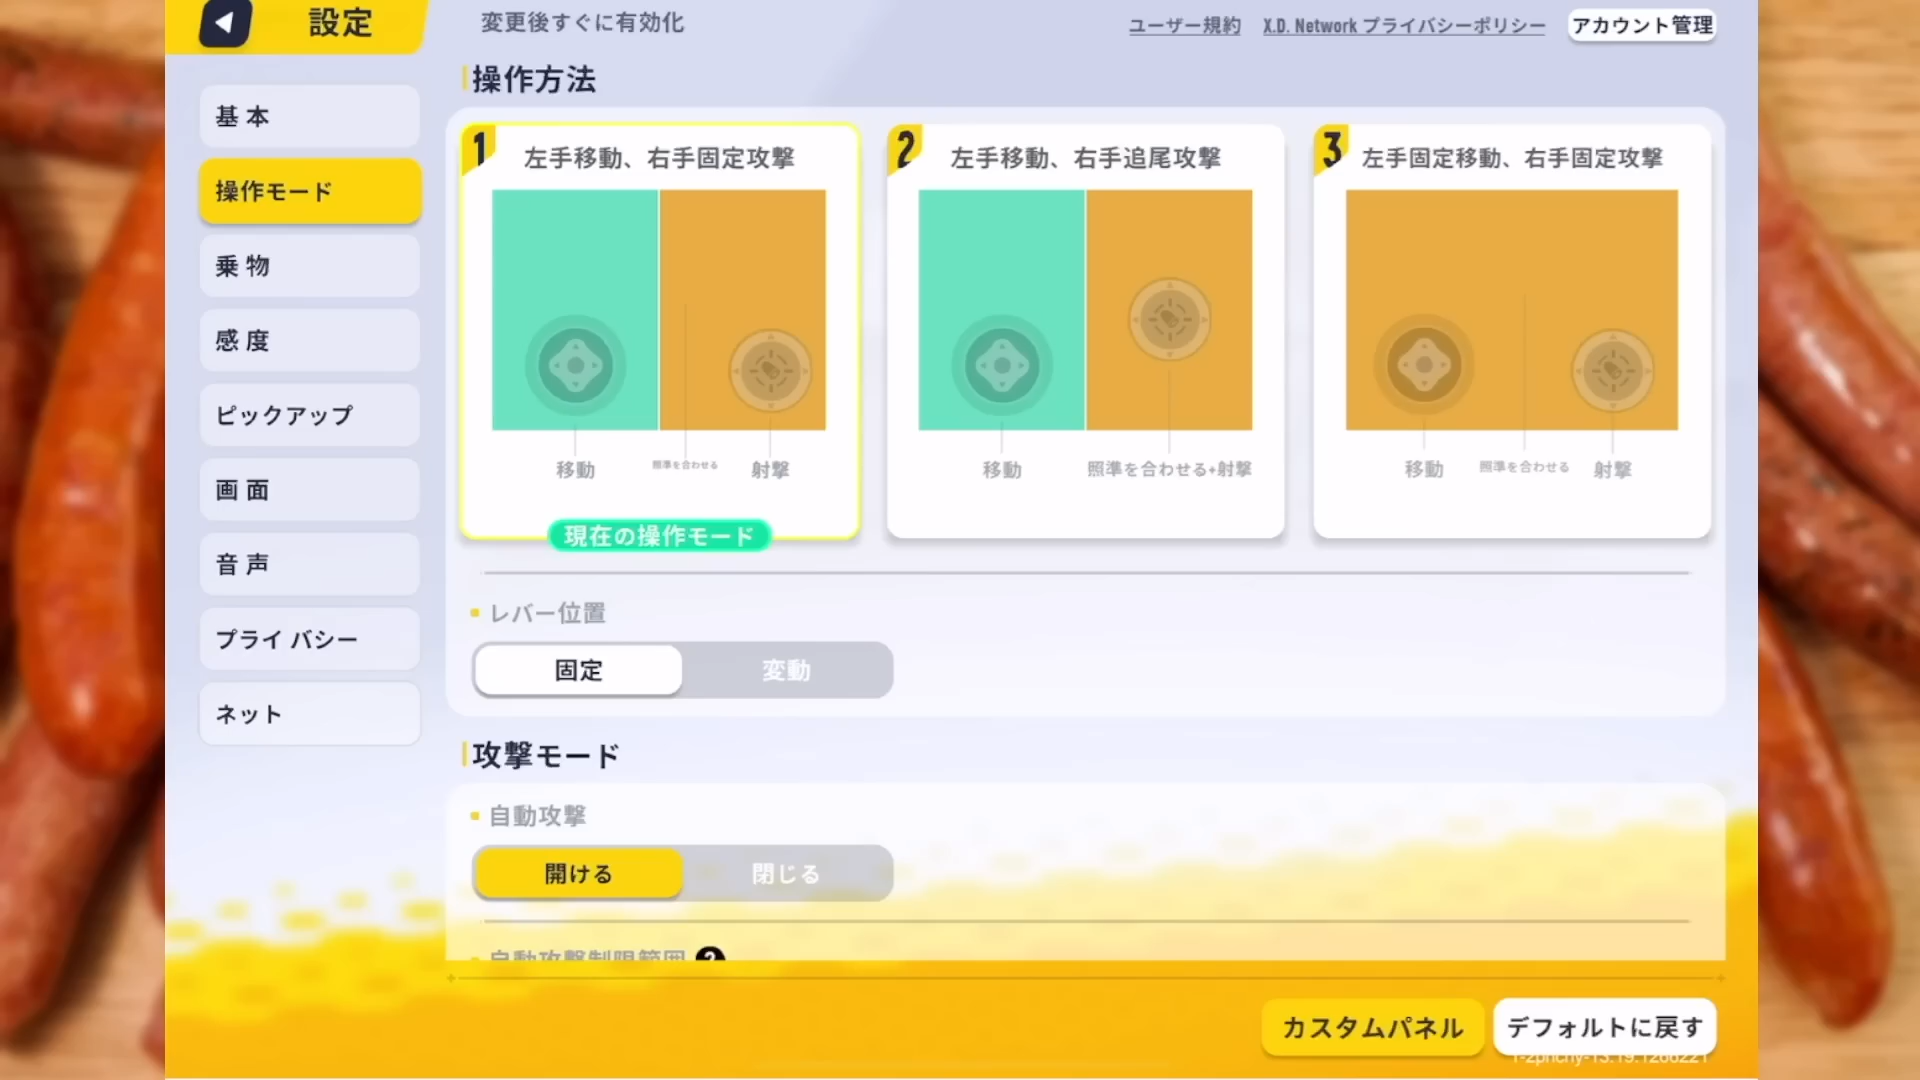 設定
変更後すぐに有効化
ユーザー規約
X.D. Network プライバシーポリシー
アカウント管理
基本
操作モード
乗物
感度
ピックアップ
画面
音声
プライバシー
ネット
操作方法
1
左手移動、右手固定攻撃
移動
照準を合わせる
射撃
現在の操作モード
2
左手移動、右手追尾攻撃
移動
照準を合わせる+射撃
3
左手固定移動、右手固定攻撃
移動
照準を合わせる
射撃
レバー位置
固定
変動
攻撃モード
自動攻撃
開ける
閉じる
自動攻撃制限範囲 ?
カスタムパネル
デフォルトに戻す